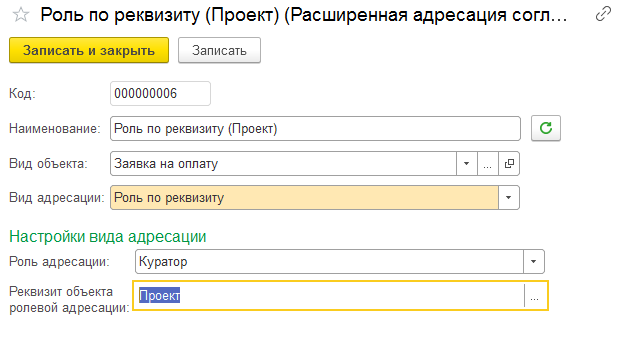 Роль по реквизиту (Проект) (Расширенная адресация согл...
Записать и закрыть
Записать
Код: 000000006
Наименование: Роль по реквизиту (Проект)
Вид объекта: Заявка на оплату ...
Вид адресации: Роль по реквизиту
Настройки вида адресации
Роль адресации: Куратор
Реквизит объекта
ролевой адресации: Проект ...